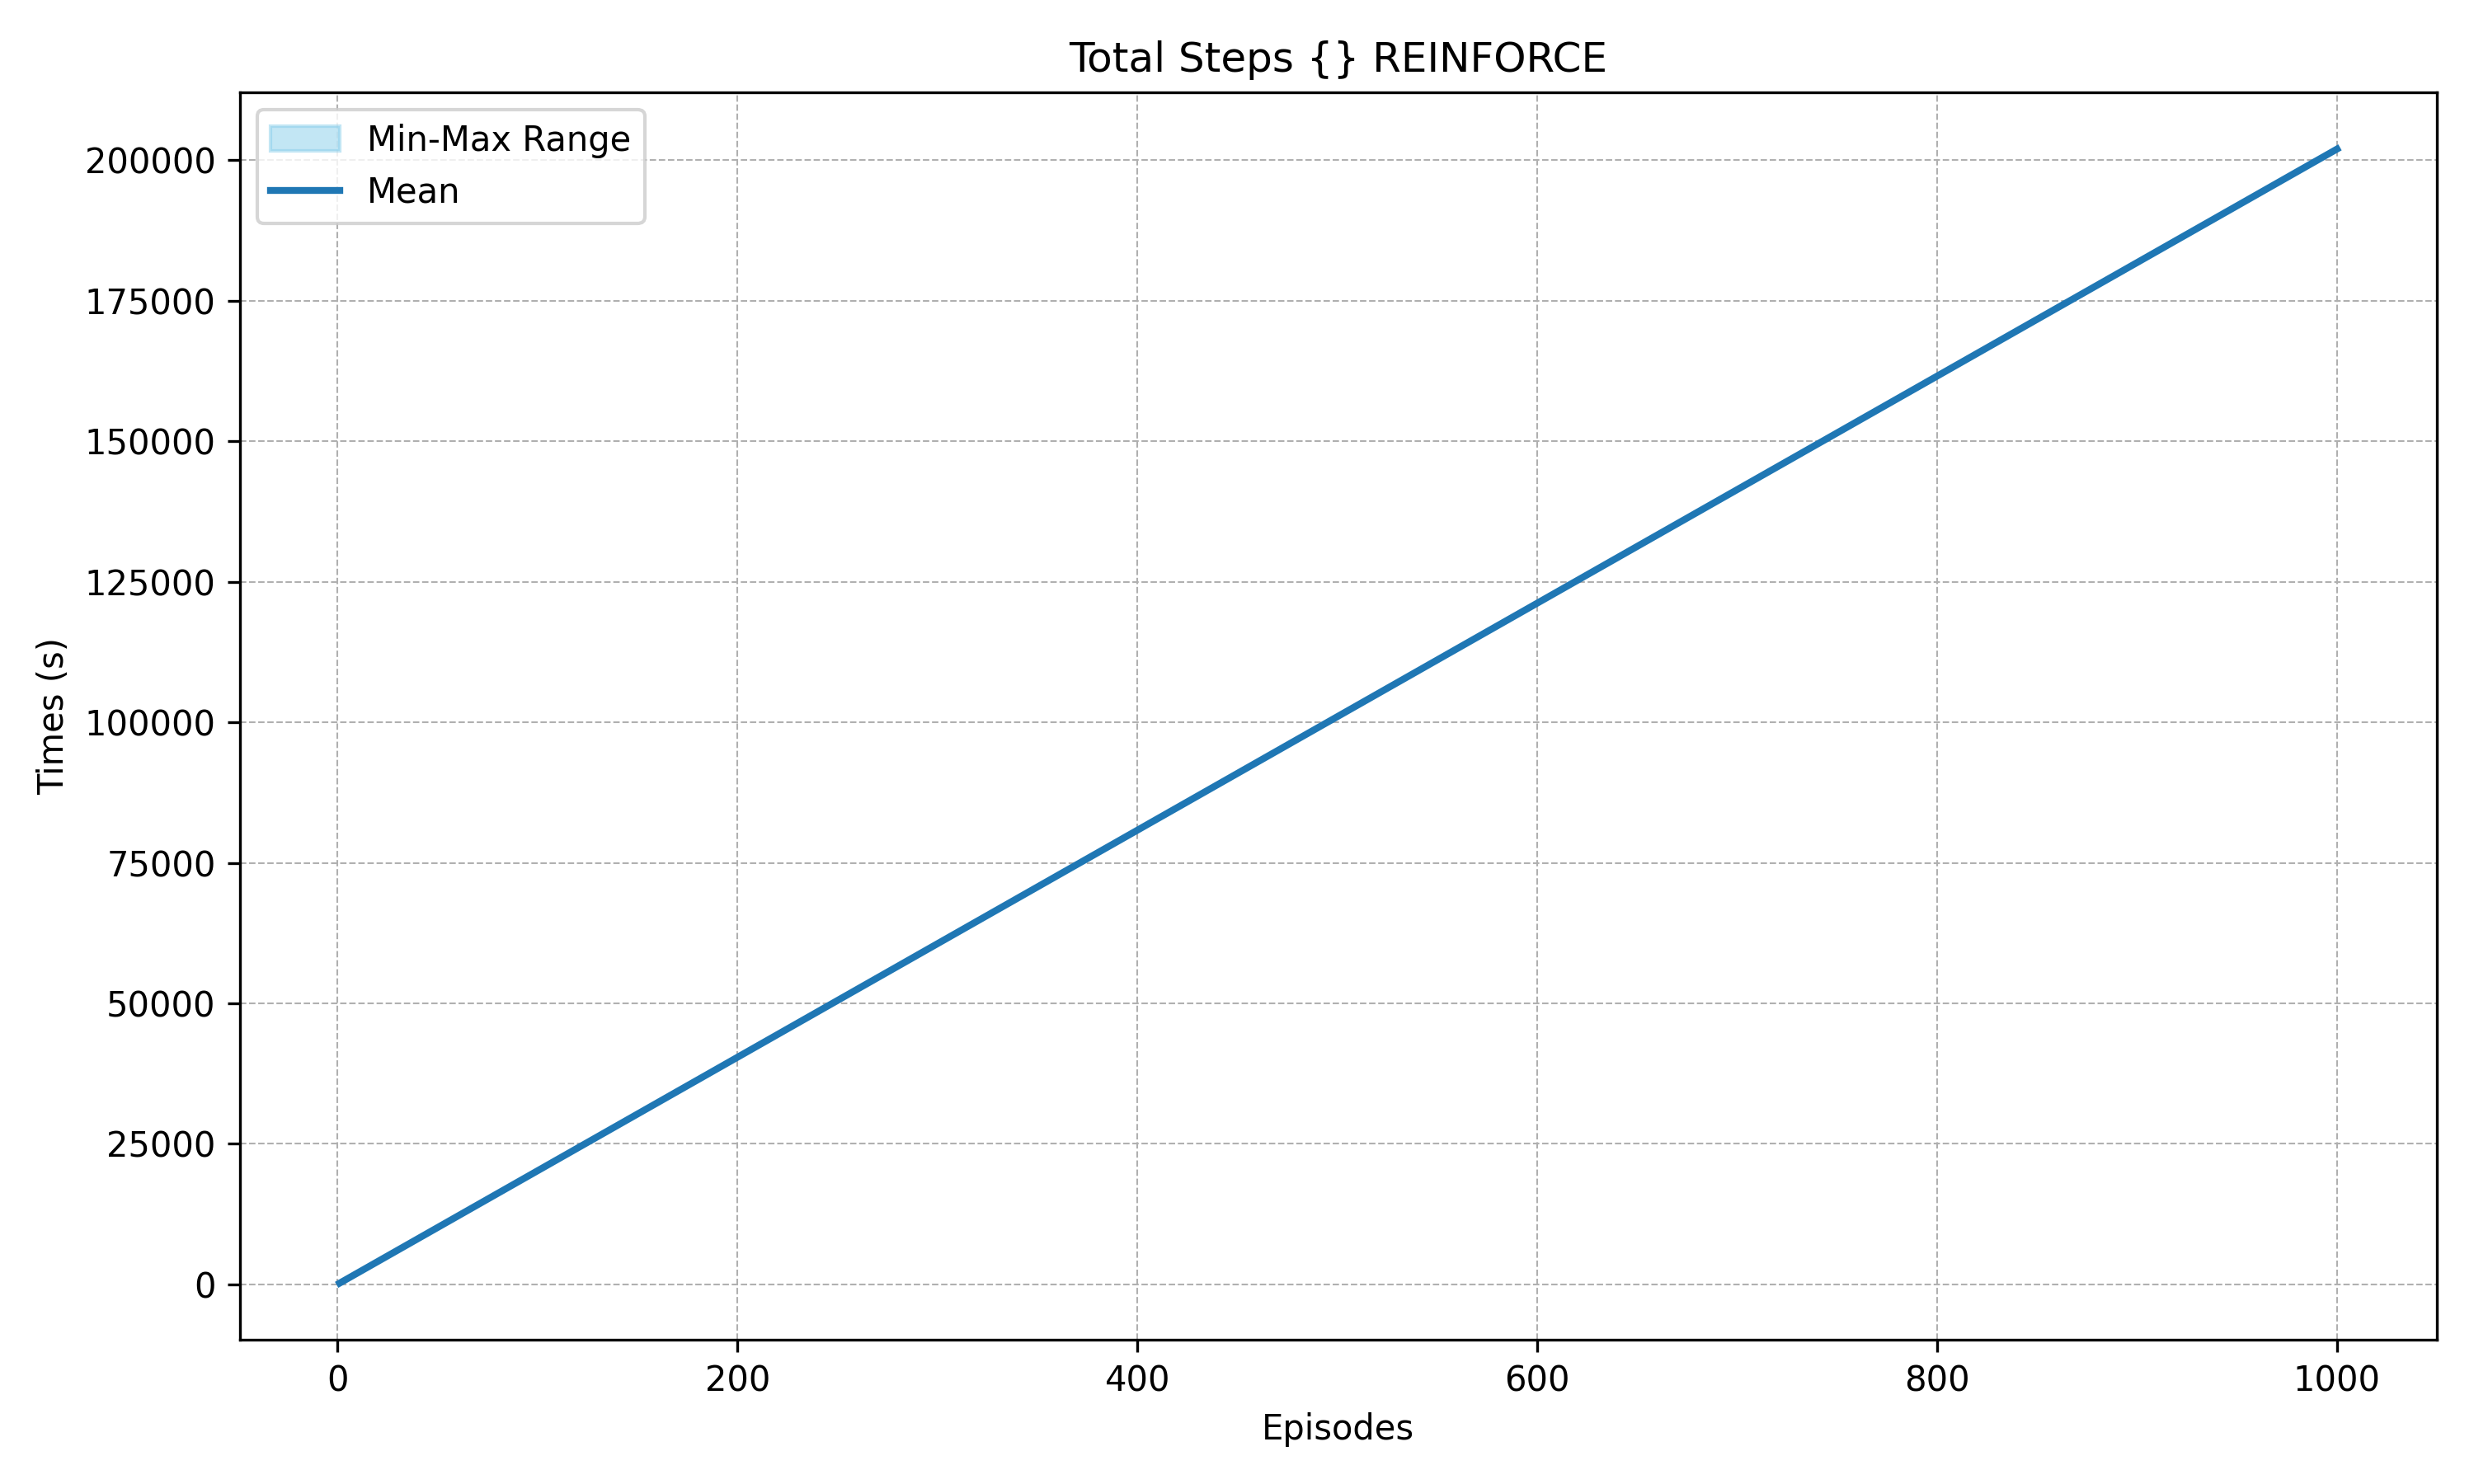 Total Steps {} REINFORCE
Min-Max Range
Mean
200000
175000
150000
125000
100000
75000
50000
25000
0
Times (s)
0 200 400 600 800 1000
Episodes